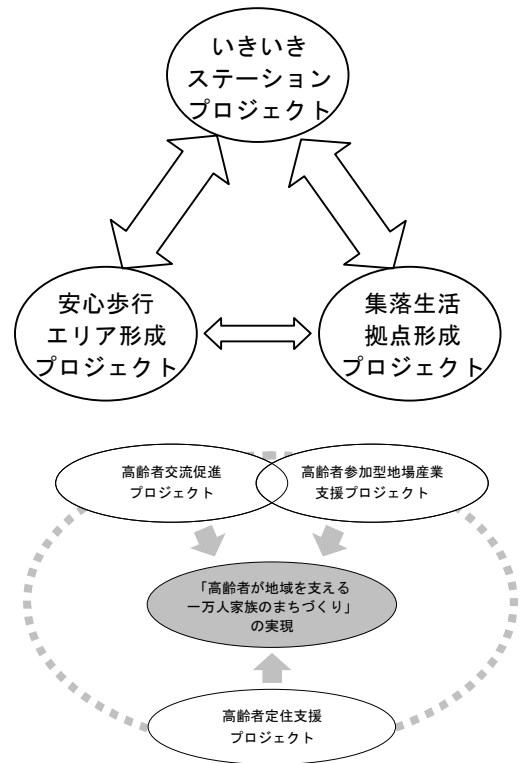 いきいき
ステーション
プロジェクト
安心歩行
エリア形成
プロジェクト
集落生活
拠点形成
プロジェクト
高齢者交流促進
プロジェクト
高齢者参加型地場産業
支援プロジェクト
「高齢者が地域を支える
一万人家族のまちづくり」
の実現
高齢者定住支援
プロジェクト